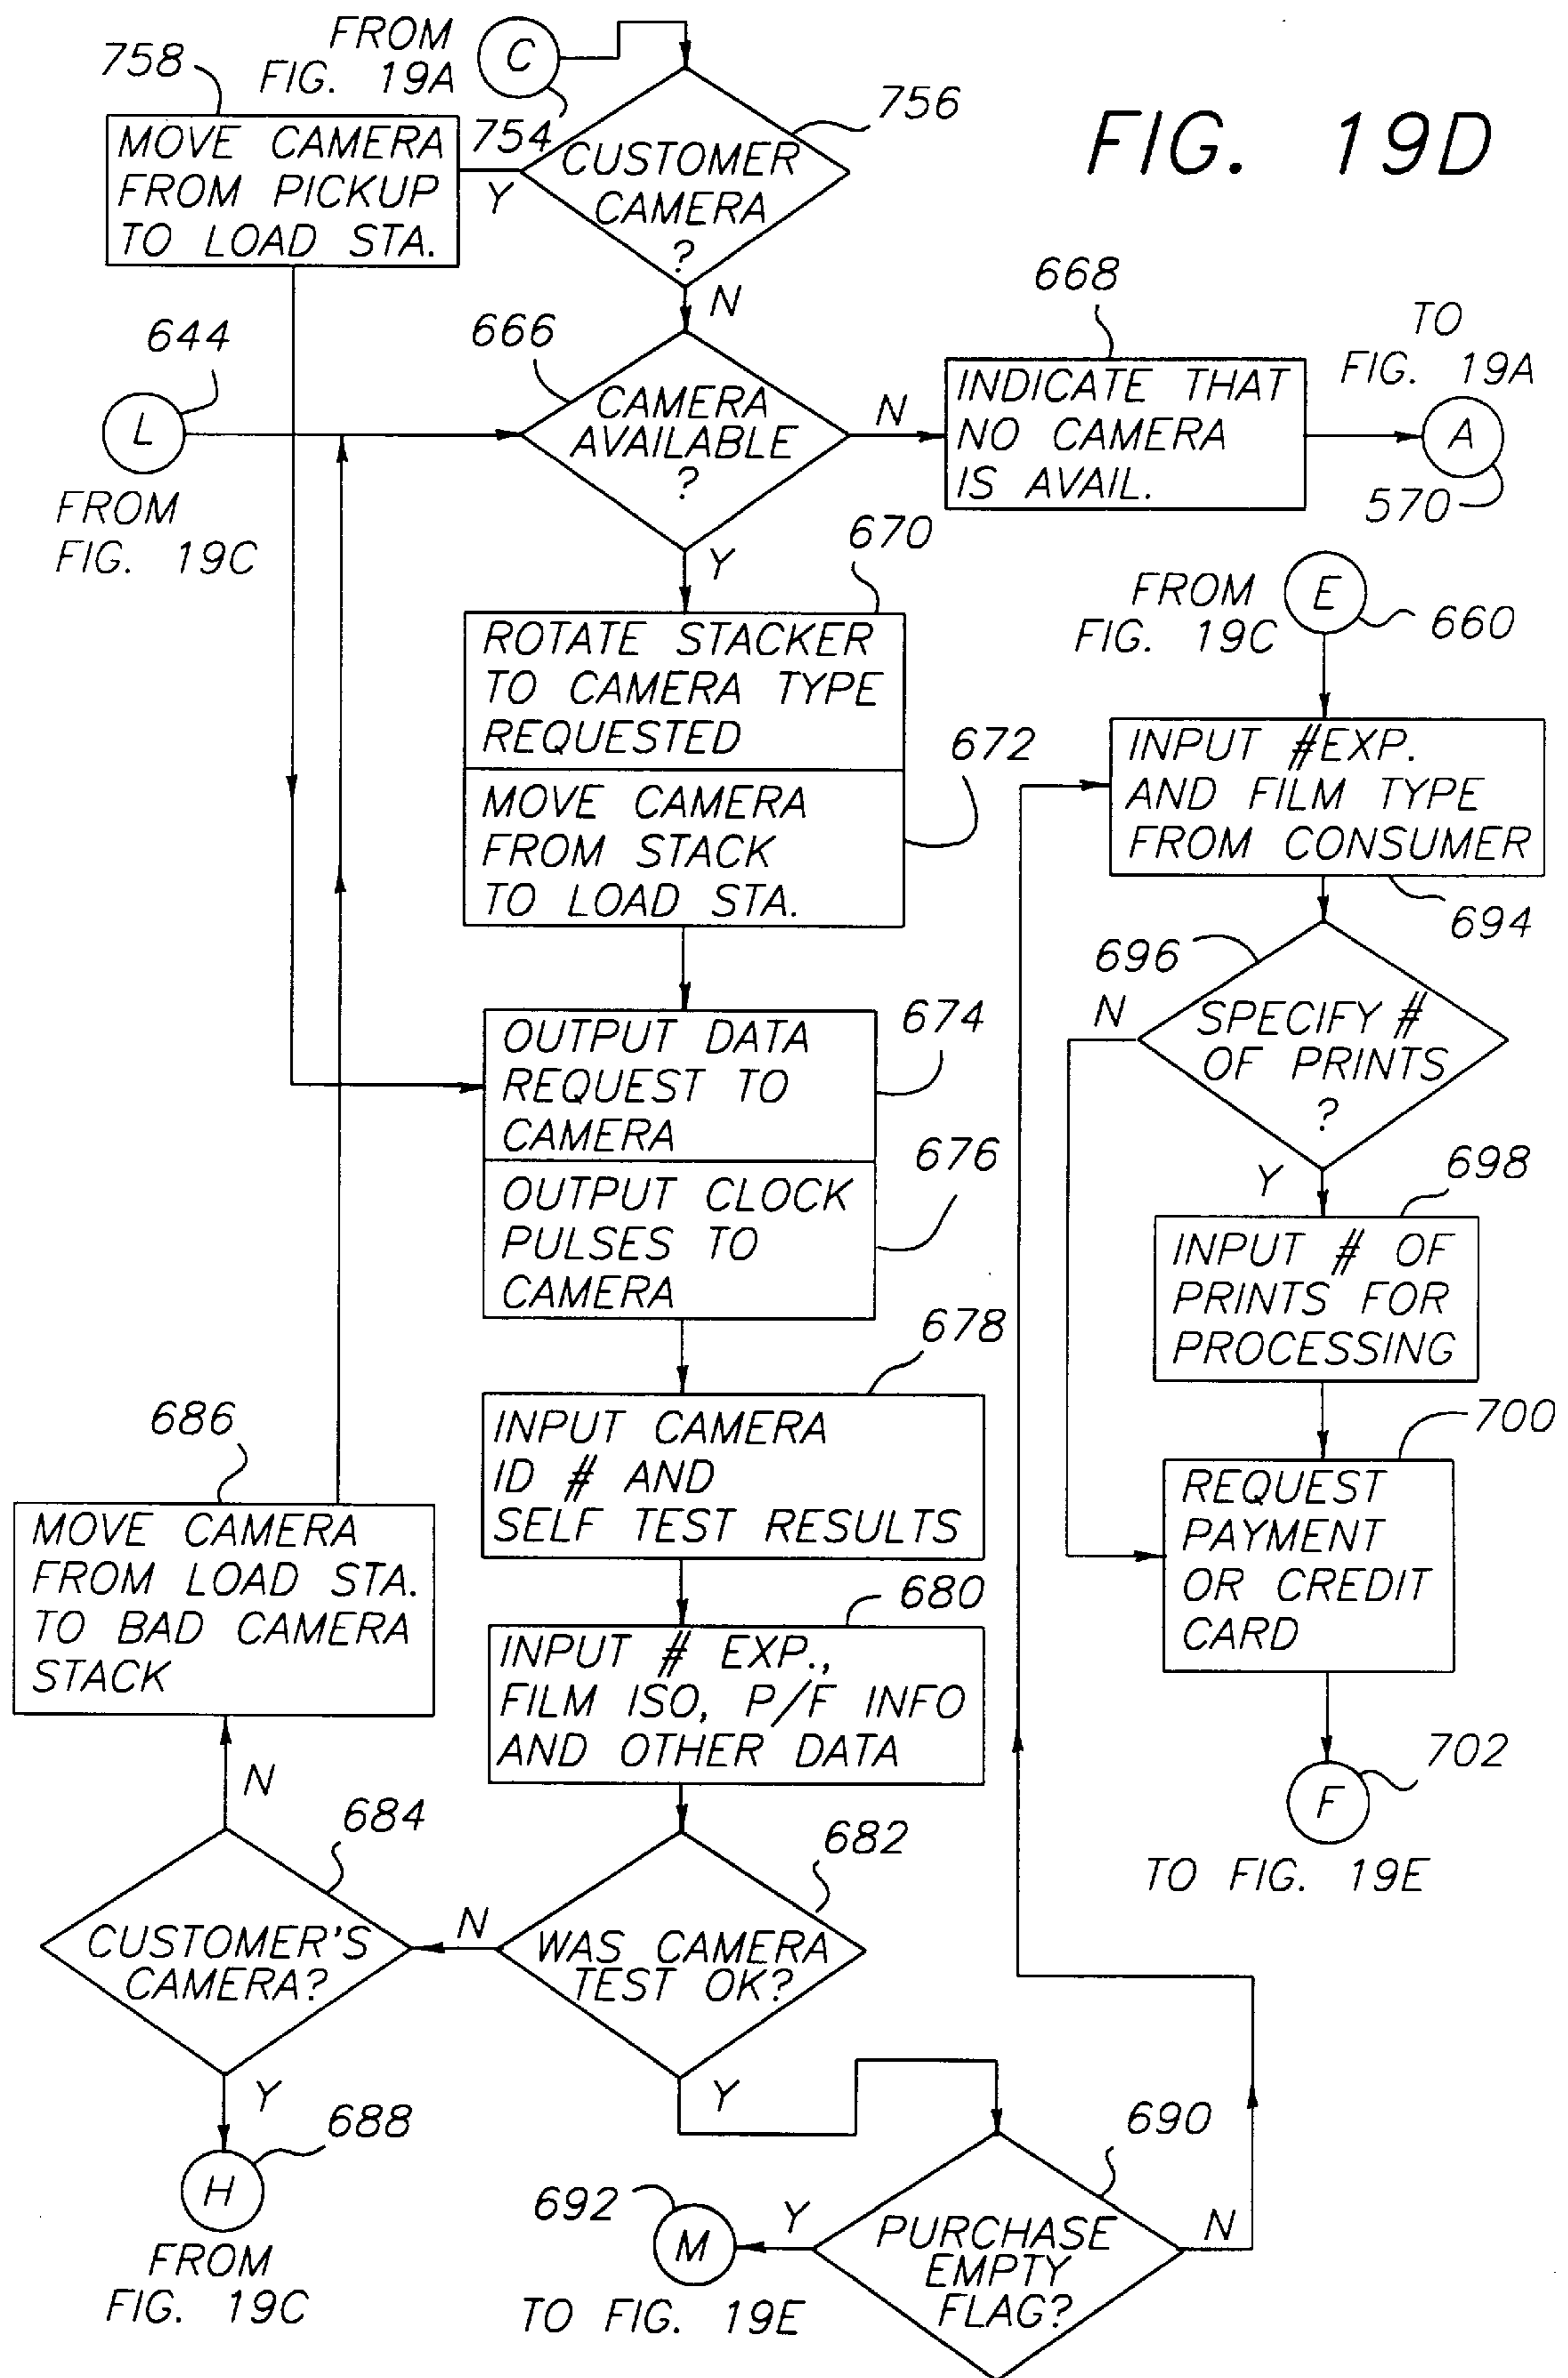 FIG. 19D
FROM
FIG. 19A
C
754
758
MOVE CAMERA
FROM PICKUP
TO LOAD STA.
Y
756
CUSTOMER
CAMERA
?
N
644
L
FROM
FIG. 19C
666
CAMERA
AVAILABLE
?
N
668
INDICATE THAT
NO CAMERA
IS AVAIL.
TO
FIG. 19A
A
570
Y
670
ROTATE STACKER
TO CAMERA TYPE
REQUESTED
672
MOVE CAMERA
FROM STACK
TO LOAD STA.
674
OUTPUT DATA
REQUEST TO
CAMERA
676
OUTPUT CLOCK
PULSES TO
CAMERA
678
INPUT CAMERA
ID # AND
SELF TEST RESULTS
680
INPUT # EXP.,
FILM ISO, P/F INFO
AND OTHER DATA
682
WAS CAMERA
TEST OK?
N
684
CUSTOMER'S
CAMERA?
N
686
MOVE CAMERA
FROM LOAD STA.
TO BAD CAMERA
STACK
Y
688
H
FROM
FIG. 19C
Y
690
PURCHASE
EMPTY
FLAG?
Y
692
M
TO FIG. 19E
N
FROM
FIG. 19C
E
660
INPUT #EXP.
AND FILM TYPE
FROM CONSUMER
694
696
SPECIFY #
OF PRINTS
?
N
Y
698
INPUT # OF
PRINTS FOR
PROCESSING
700
REQUEST
PAYMENT
OR CREDIT
CARD
702
F
TO FIG. 19E